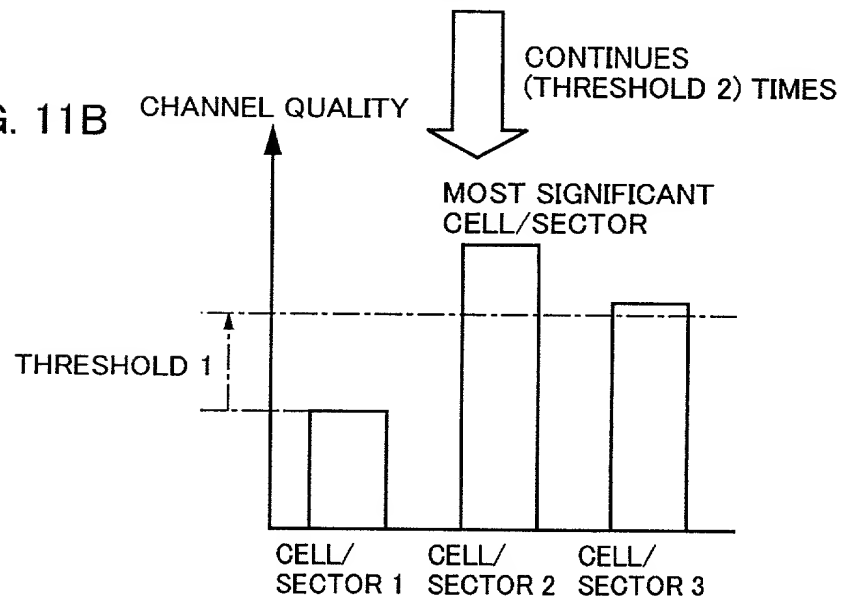 CONTINUES
(THRESHOLD 2) TIMES
G. 11B
CHANNEL QUALITY
MOST SIGNIFICANT
CELL/SECTOR
THRESHOLD 1
CELL/
SECTOR 1
CELL/
SECTOR 2
CELL/
SECTOR 3